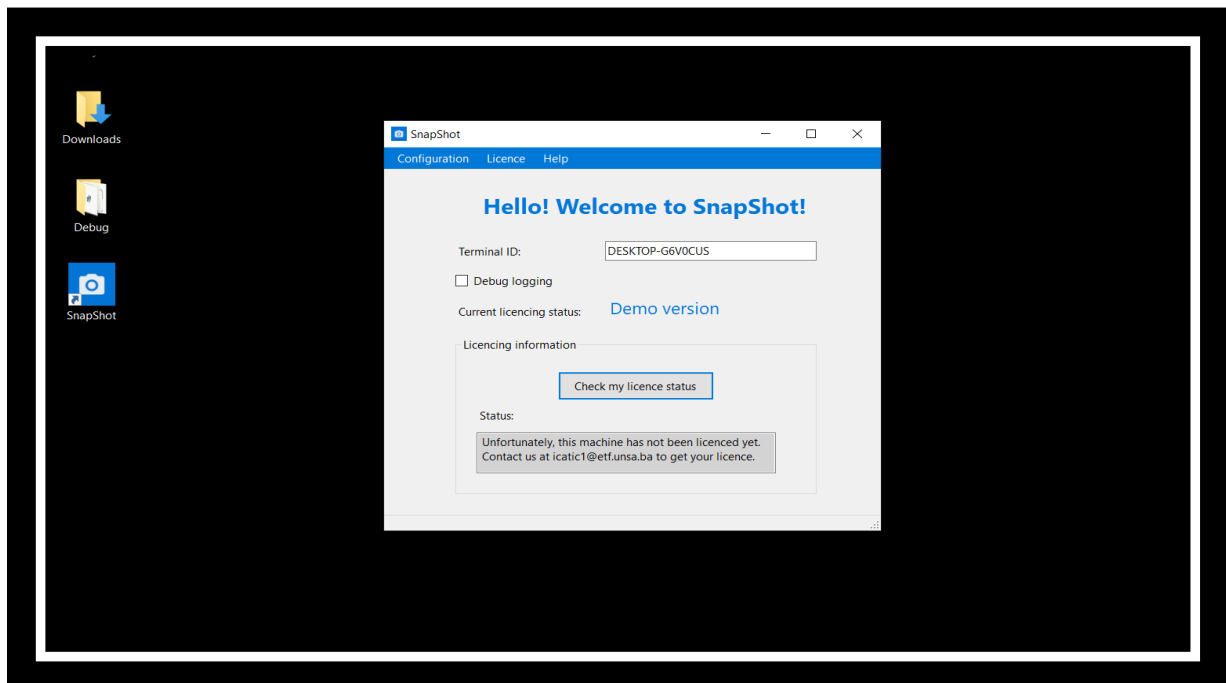 Downloads
Debug
SnapShot
SnapShot
Configuration Licence Help
Hello! Welcome to SnapShot!
Terminal ID: DESKTOP-G6V0CUS
Debug logging
Current licencing status: Demo version
Licencing information
Check my licence status
Status:
Unfortunately, this machine has not been licenced yet.
Contact us at icatic1@etf.unsa.ba to get your licence.